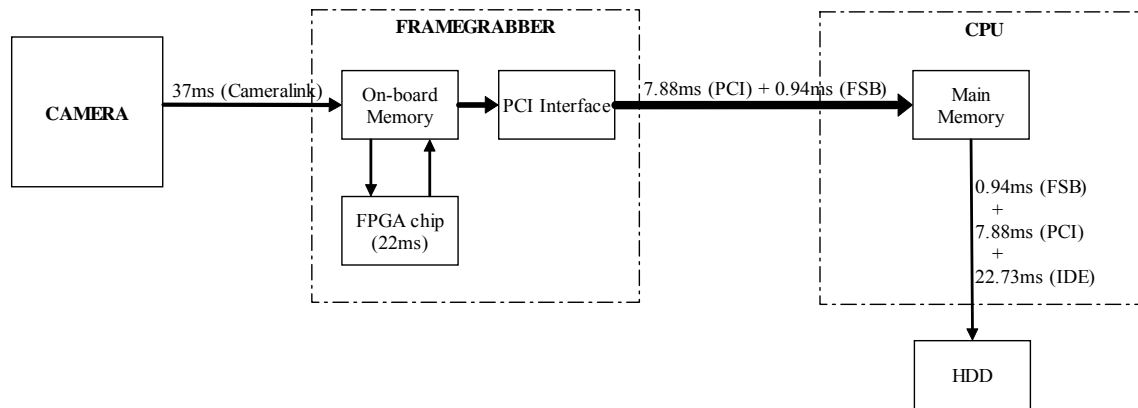 FRAMEGRABBER
CPU
CAMERA
37ms (Cameralink)
On-board
Memory
PCI Interface
7.88ms (PCI) + 0.94ms (FSB)
Main
Memory
FPGA chip
(22ms)
0.94ms (FSB)
+
7.88ms (PCI)
+
22.73ms (IDE)
HDD